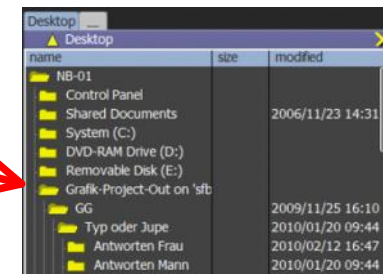 Desktop
Desktop
name size modified
NB-01
Control Panel
Shared Documents 2006/11/23 14:31
System (C:)
DVD-RAM Drive (D:)
Removable Disk (E:)
Grafik-Project-Out on 'sfb
GG 2009/11/25 16:10
Typ oder Jupe 2010/01/20 09:44
Antworten Frau 2010/02/12 16:47
Antworten Mann 2010/01/20 09:44